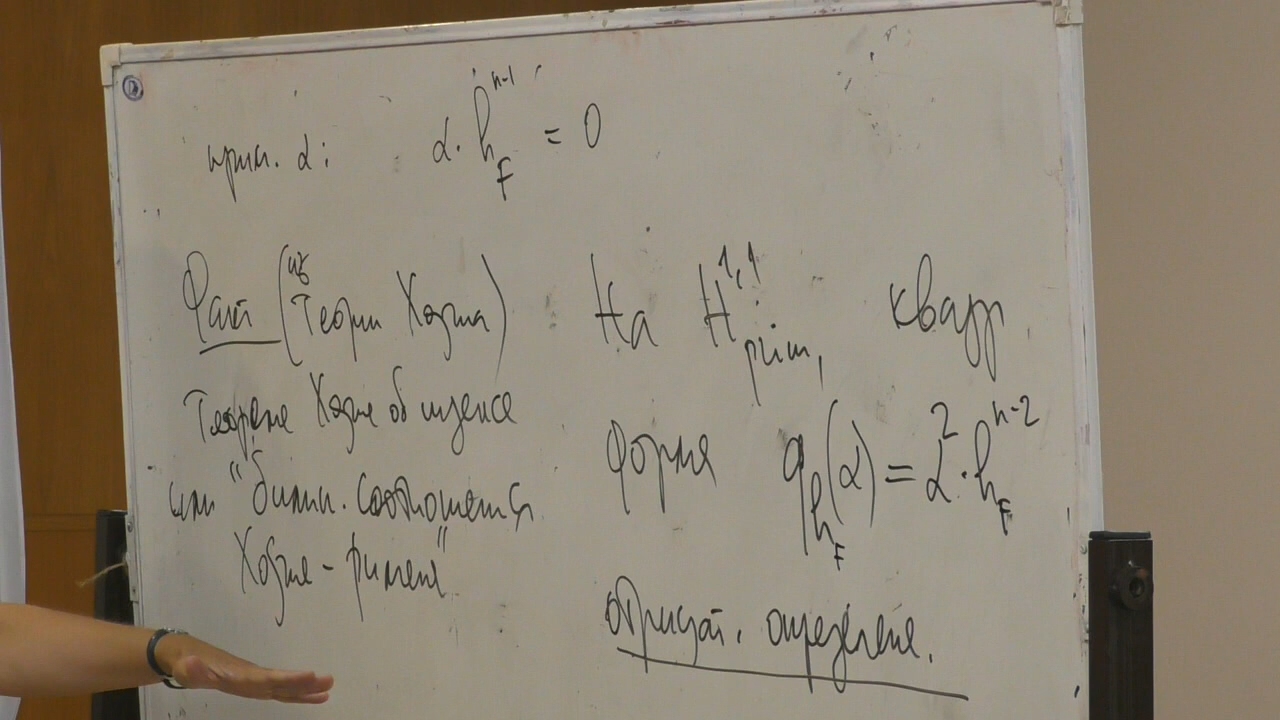 прим. α: α · h_F^{n-1} = 0
Факт (из Теории Ходжа)
Теорема Ходжа об индексе
или "билин. соотношения
Ходжа - Римана"
На H^{1,1}_{prim}, квадр
форма q_{h_F}(α) = α^2 · h_F^{n-2}
отрицат. определена.